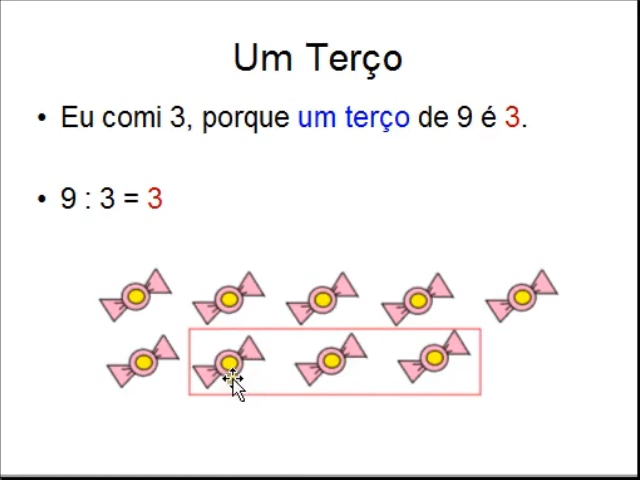 Um Terço
• Eu comi 3, porque um terço de 9 é 3.
• 9 : 3 = 3